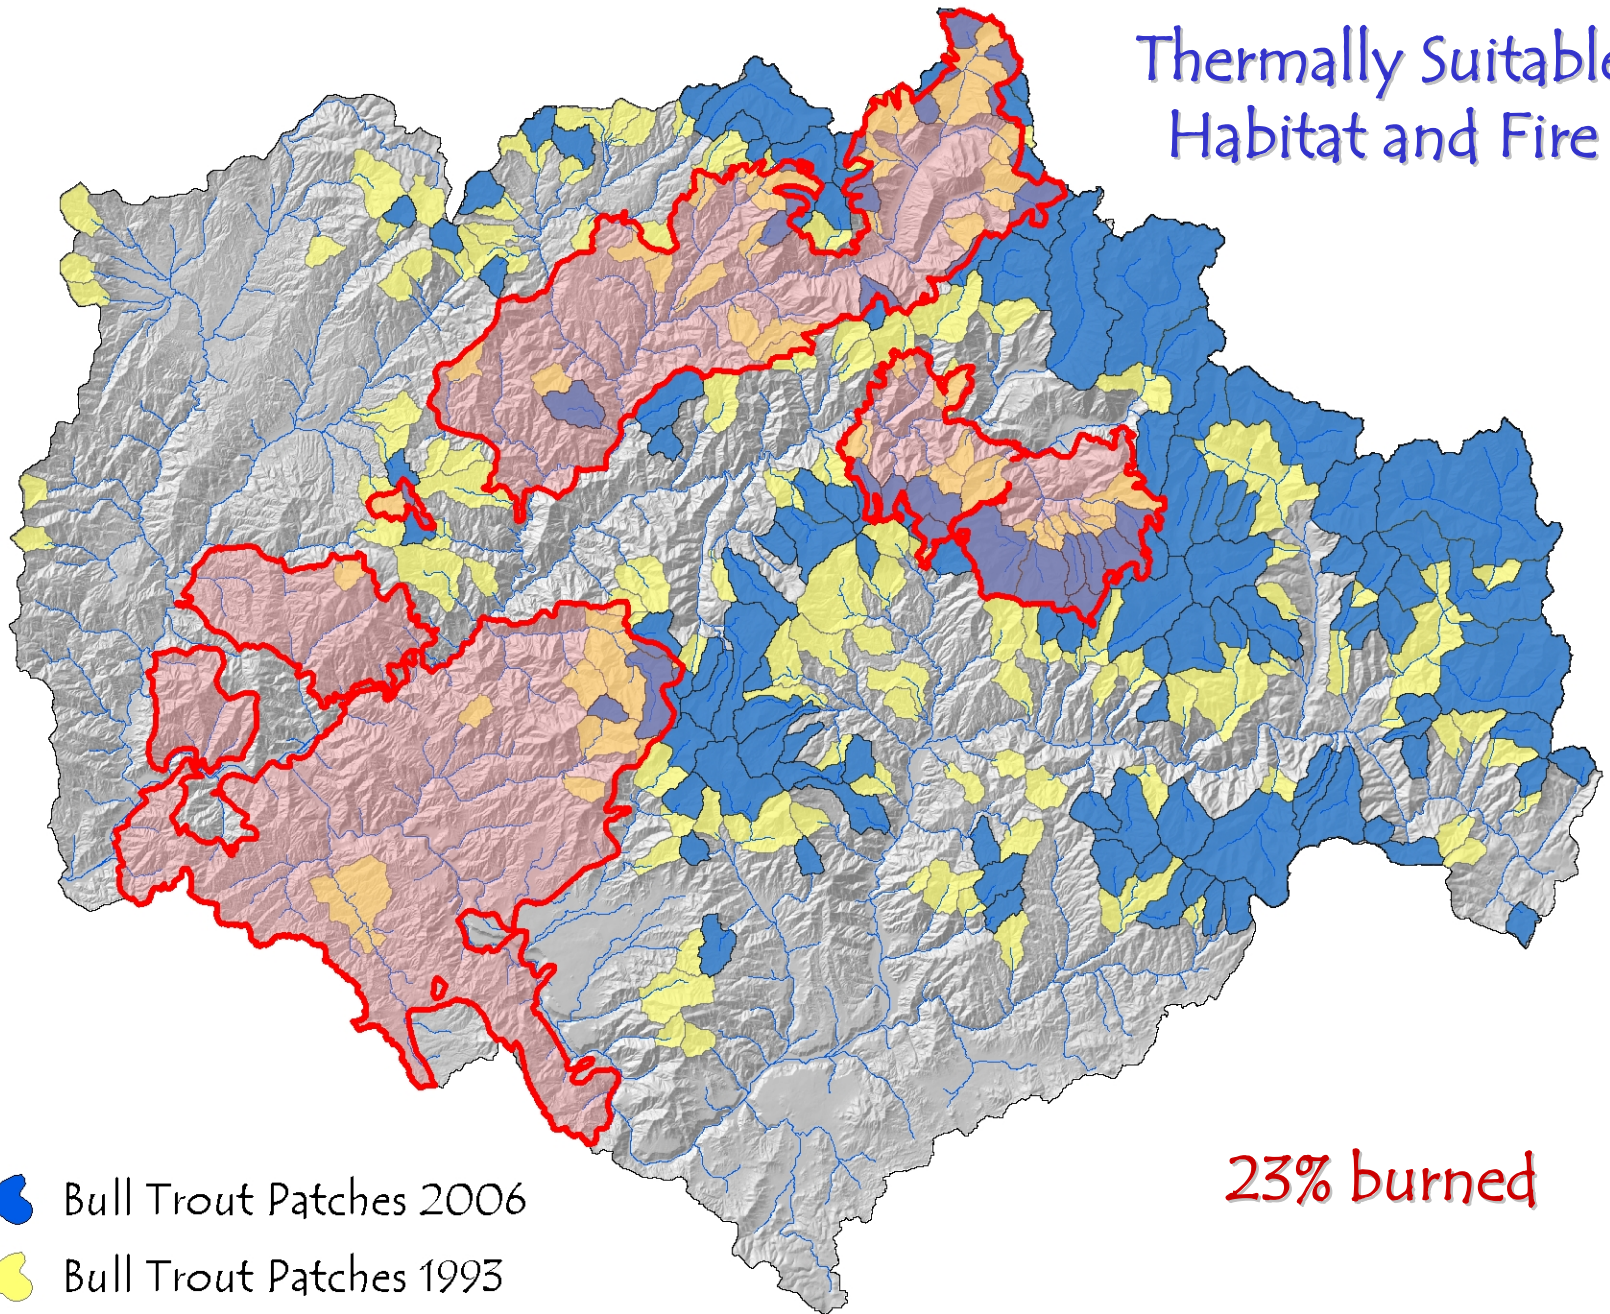 Thermally Suitable
Habitat and Fire
23% burned
Bull Trout Patches 2006
Bull Trout Patches 1993